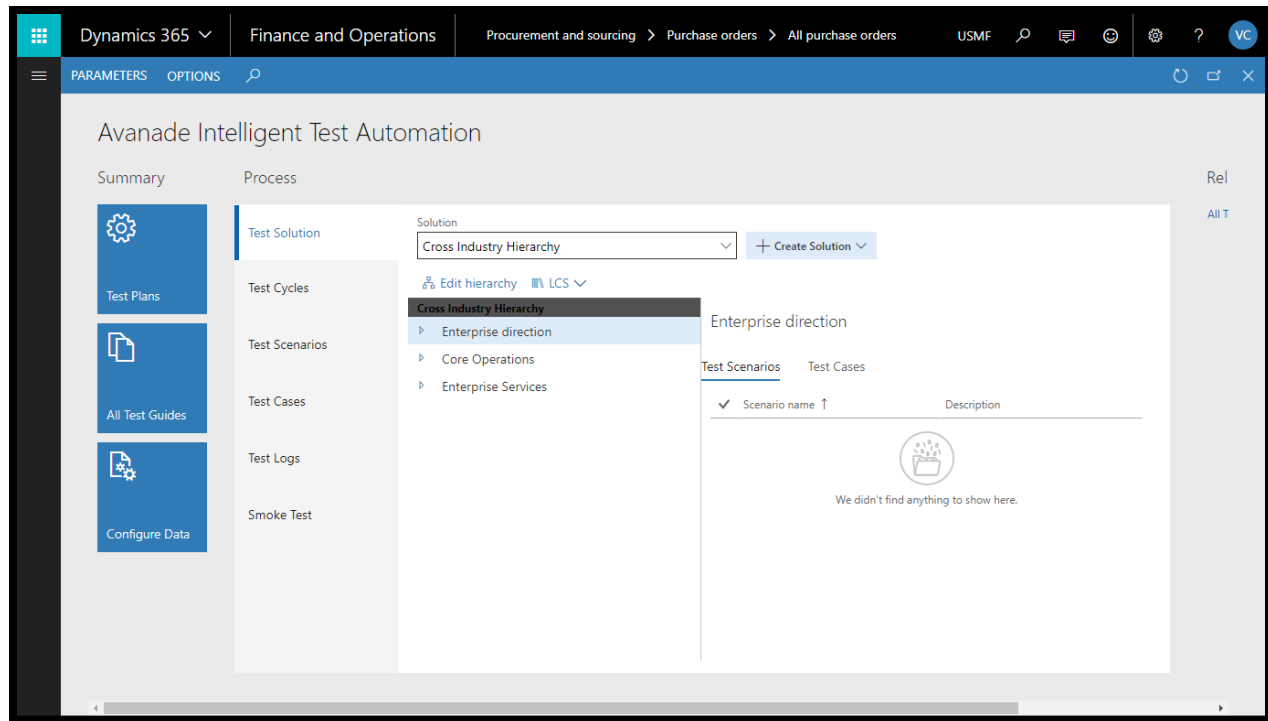 Dynamics 365
Finance and Operations
Procurement and sourcing > Purchase orders > All purchase orders
USMF
?
VC
PARAMETERS OPTIONS
Avanade Intelligent Test Automation
Summary
Process
Rel
Test Plans
All Test Guides
Configure Data
Test Solution
Test Cycles
Test Scenarios
Test Cases
Test Logs
Smoke Test
Solution
Cross Industry Hierarchy
+ Create Solution
Edit hierarchy LCS
Cross Industry Hierarchy
Enterprise direction
Core Operations
Enterprise Services
Enterprise direction
Test Scenarios Test Cases
Scenario name ↑ Description
We didn't find anything to show here.
All T